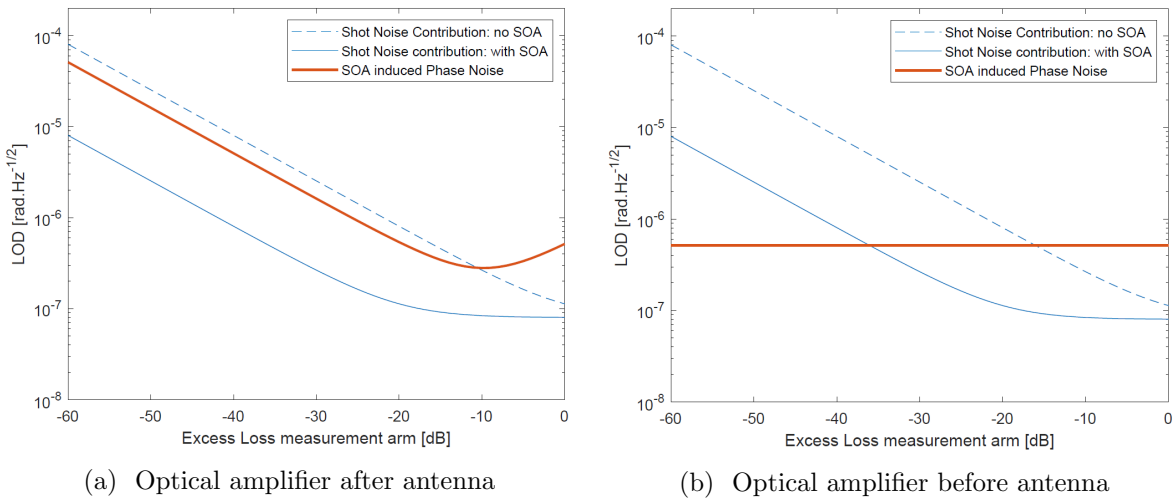 Shot Noise Contribution: no SOA
Shot Noise contribution: with SOA
SOA induced Phase Noise
10^-4
10^-5
10^-6
10^-7
10^-8
LOD [rad.Hz^-1/2]
-60 -50 -40 -30 -20 -10 0
Excess Loss measurement arm [dB]
(a) Optical amplifier after antenna
Shot Noise Contribution: no SOA
Shot Noise contribution: with SOA
SOA induced Phase Noise
10^-4
10^-5
10^-6
10^-7
10^-8
LOD [rad.Hz^-1/2]
-60 -50 -40 -30 -20 -10 0
Excess Loss measurement arm [dB]
(b) Optical amplifier before antenna